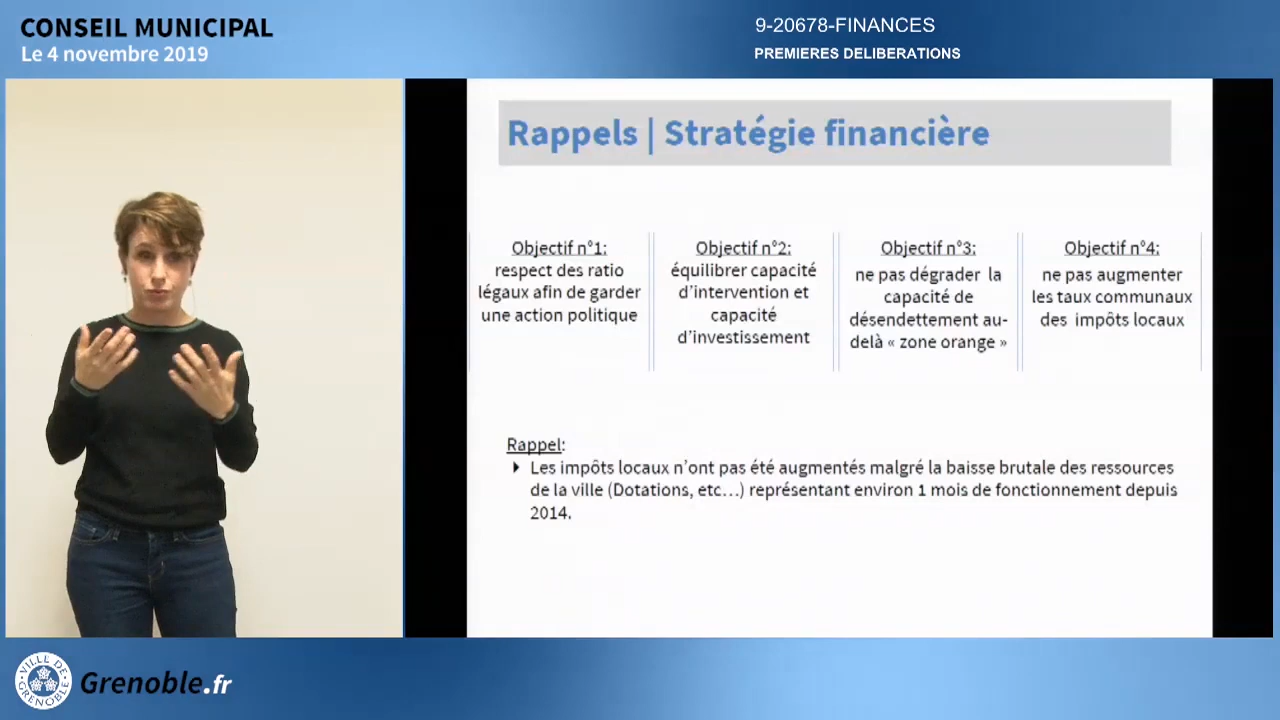 CONSEIL MUNICIPAL
Le 4 novembre 2019
9-20678-FINANCES
PREMIERES DELIBERATIONS
Rappels | Stratégie financière
Objectif n°1:
respect des ratio
légaux afin de garder
une action politique
Objectif n°2:
équilibrer capacité
d'intervention et
capacité
d'investissement
Objectif n°3:
ne pas dégrader la
capacité de
désendettement au-
delà « zone orange »
Objectif n°4:
ne pas augmenter
les taux communaux
des impôts locaux
Rappel:
Les impôts locaux n'ont pas été augmentés malgré la baisse brutale des ressources
de la ville (Dotations, etc…) représentant environ 1 mois de fonctionnement depuis
2014.
VILLE DE
GRENOBLE
Grenoble.fr